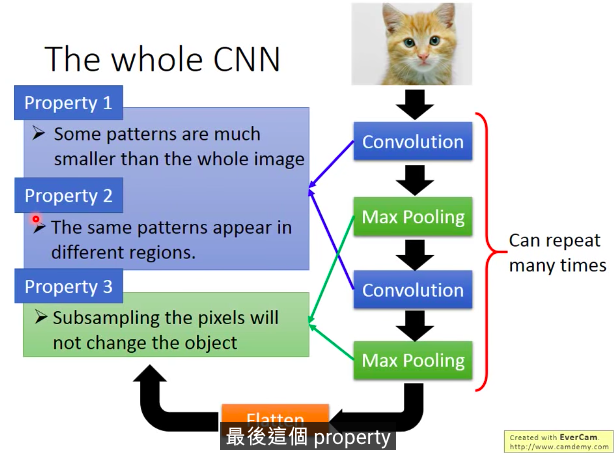 The whole CNN
Property 1
➤ Some patterns are much
smaller than the whole image
Property 2
➤ The same patterns appear in
different regions.
Property 3
➤ Subsampling the pixels will
not change the object
Convolution
Max Pooling
Convolution
Max Pooling
Can repeat
many times
Flatten
最後這個 property
Created with EverCam.
http://www.camdemy.com